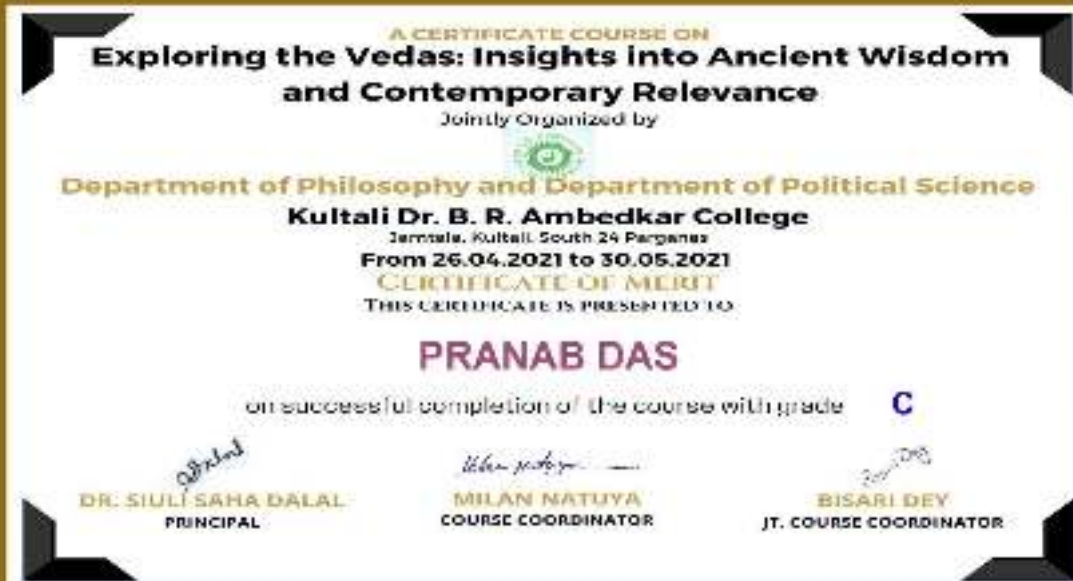 A CERTIFICATE COURSE ON
Exploring the Vedas: Insights into Ancient Wisdom
and Contemporary Relevance
Jointly Organized by
Department of Philosophy and Department of Political Science
Kultali Dr. B. R. Ambedkar College
Jamtala, Kultali, South 24 Parganas
From 26.04.2021 to 30.05.2021
CERTIFICATE OF MERIT
THIS CERTIFICATE IS PRESENTED TO
PRANAB DAS
on successful completion of the course with grade C
DR. SIULI SAHA DALAL MILAN NATUYA BISARI DEY
PRINCIPAL COURSE COORDINATOR JT. COURSE COORDINATOR